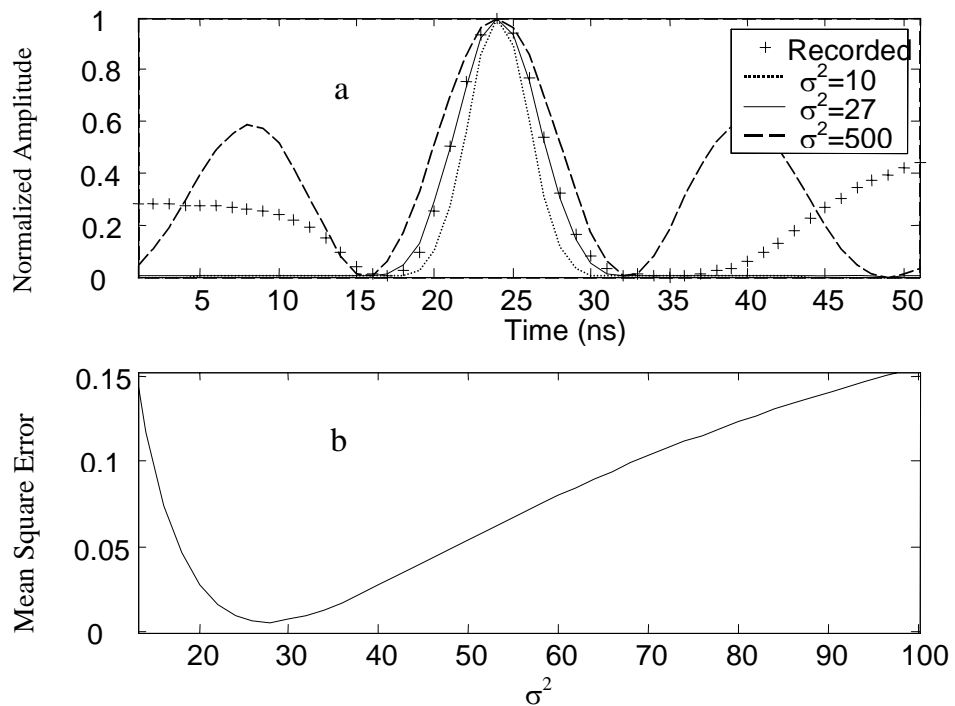 Normalized Amplitude
1
0.8
0.6
0.4
0.2
0
a
+ Recorded
σ²=10
σ²=27
σ²=500
5 10 15 20 25 30 35 40 45 50
Time (ns)
Mean Square Error
0.15
0.1
0.05
0
b
20 30 40 50 60 70 80 90 100
σ²